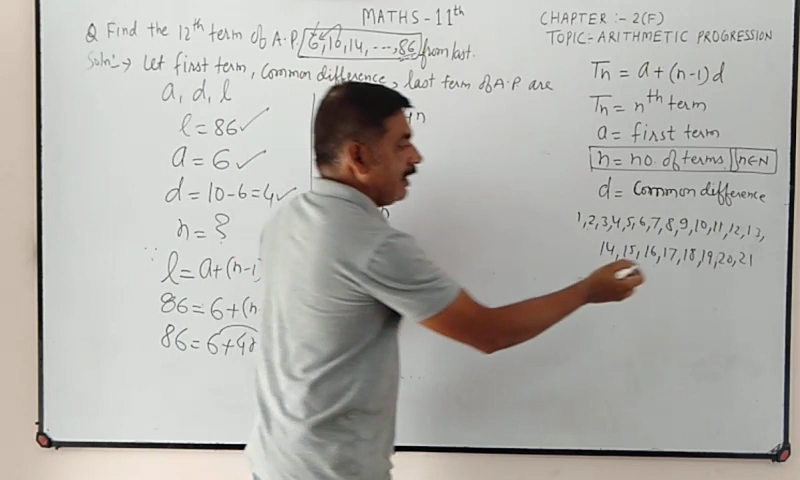 MATHS - 11th
CHAPTER :- 2(F)
TOPIC:- ARITHMETIC PROGRESSION
Q Find the 12th term of A.P. 6, 10, 14, ---, 86 from last.
Soln:-> Let first term, Common difference, last term of A.P are
a, d, l
l = 86 ✓
a = 6 ✓
d = 10-6=4 ✓
n = ?
∵
l = a+(n-1
86 = 6+(n
86 = 6+4n
n
Tn = a+(n-1)d
Tn = nth term
a = first term
n = no. of terms, n∈N
d = Common difference
1,2,3,4,5,6,7,8,9,10,11,12,13,
14,15,16,17,18,19,20,21